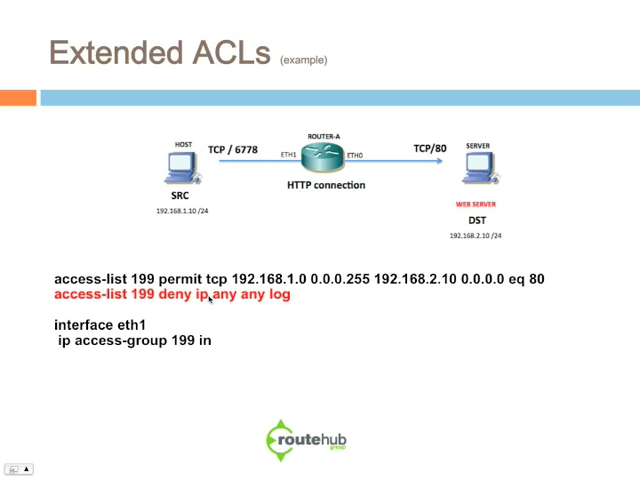 Extended ACLs (example)
HOST
TCP / 6778
ROUTER-A
ETH1
ETH0
TCP/80
SERVER
HTTP connection
SRC
192.168.1.10 /24
WEB SERVER
DST
192.168.2.10 /24
access-list 199 permit tcp 192.168.1.0 0.0.0.255 192.168.2.10 0.0.0.0 eq 80
access-list 199 deny ip any any log
interface eth1
ip access-group 199 in
routehub
group